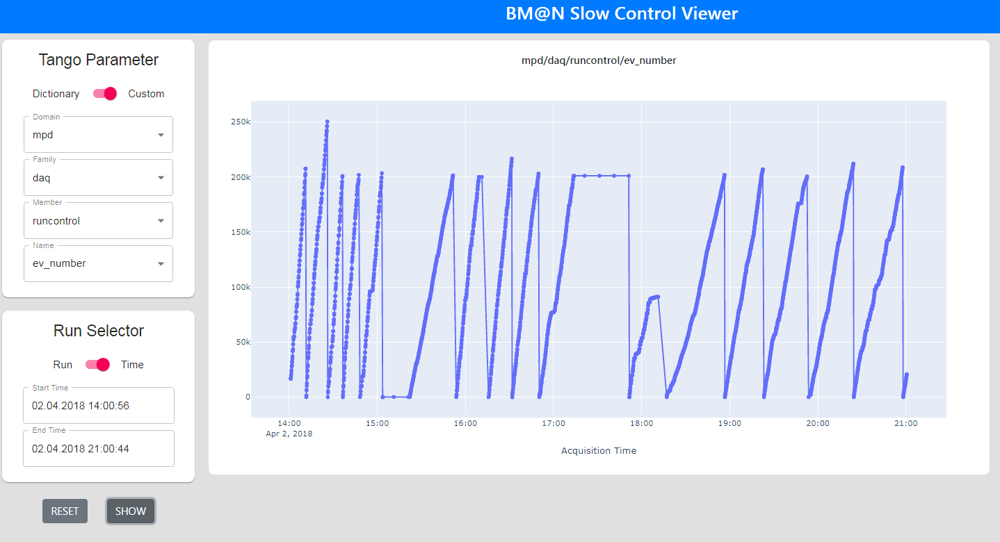 BM@N Slow Control Viewer
Tango Parameter
Dictionary Custom
Domain
mpd
Family
daq
Member
runcontrol
Name
ev_number
Run Selector
Run Time
Start Time
02.04.2018 14:00:56
End Time
02.04.2018 21:00:44
RESET SHOW
mpd/daq/runcontrol/ev_number
250k
200k
150k
100k
50k
0
14:00 15:00 16:00 17:00 18:00 19:00 20:00 21:00
Apr 2, 2018
Acquisition Time